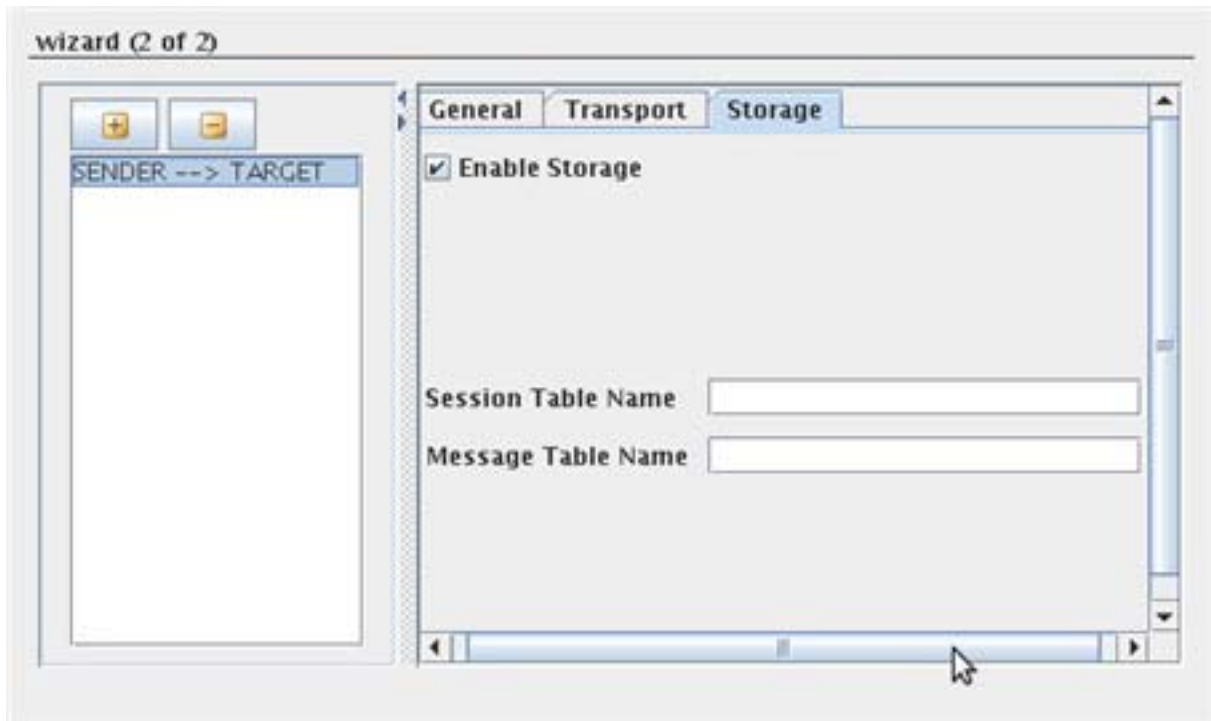 wizard (2 of 2)
SENDER --> TARGET
General Transport Storage
Enable Storage
Session Table Name
Message Table Name